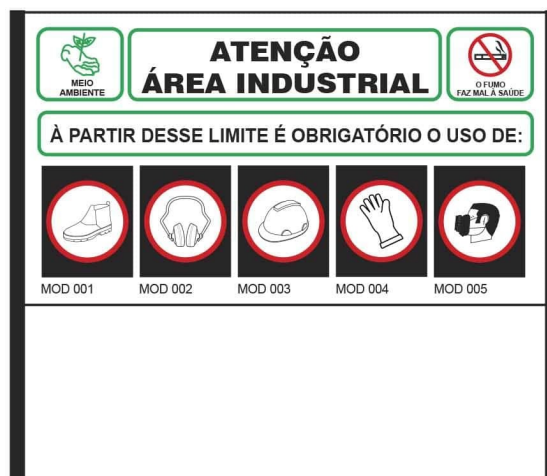 MEIO
AMBIENTE
ATENÇÃO
ÁREA INDUSTRIAL
O FUMO
FAZ MAL À SAÚDE
À PARTIR DESSE LIMITE É OBRIGATÓRIO O USO DE:
MOD 001 MOD 002 MOD 003 MOD 004 MOD 005